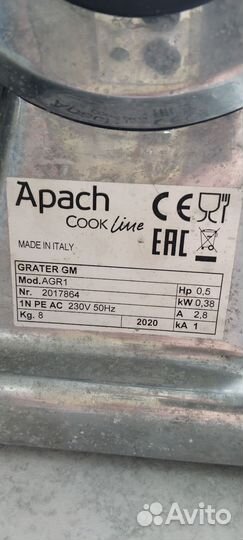 Apach
COOK Line
CE
MADE IN ITALY
EAC
GRATER GM
Mod.AGR1
Hp 0,5
Nr. 2017864
kW 0,38
1N PE AC 230V 50Hz
A 2,8
Kg. 8
2020
kA 1
Avito